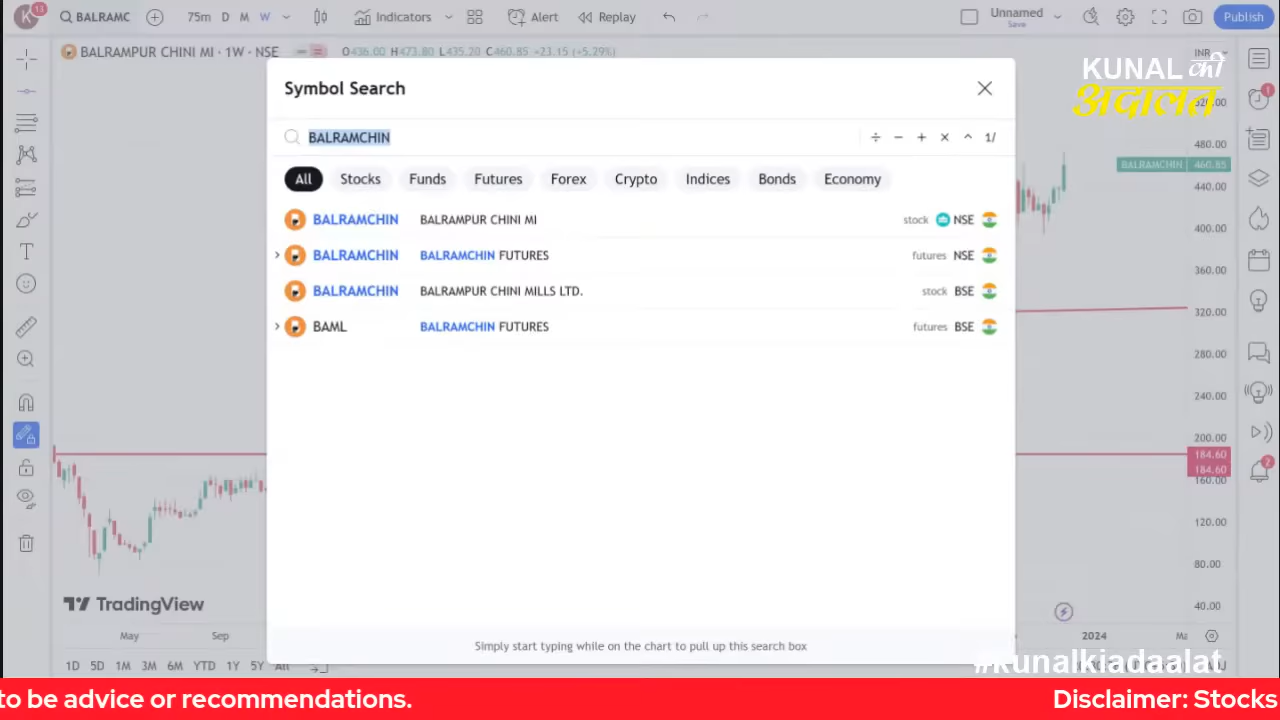 K 13 BALRAMC 75m D M W Indicators Alert Replay Unnamed Save Publish
BALRAMPUR CHINI MI · 1W · NSE O436.00 H473.80 L435.20 C460.85 +23.15 (+5.29%)
INR
KUNAL की
अदालत
Symbol Search
BALRAMCHIN ÷ − + × ^ 1/
All Stocks Funds Futures Forex Crypto Indices Bonds Economy
BALRAMCHIN BALRAMPUR CHINI MI stock NSE
BALRAMCHIN BALRAMCHIN FUTURES futures NSE
BALRAMCHIN BALRAMPUR CHINI MILLS LTD. stock BSE
BAML BALRAMCHIN FUTURES futures BSE
Simply start typing while on the chart to pull up this search box
480.00
BALRAMCHIN 460.85
440.00
400.00
360.00
320.00
280.00
240.00
200.00
184.60
184.60
160.00
120.00
80.00
40.00
1
2
TradingView
May Sep 2024
1D 5D 1M 3M 6M YTD 1Y 5Y All
#kunalkiadaalat
to be advice or recommendations. Disclaimer: Stocks